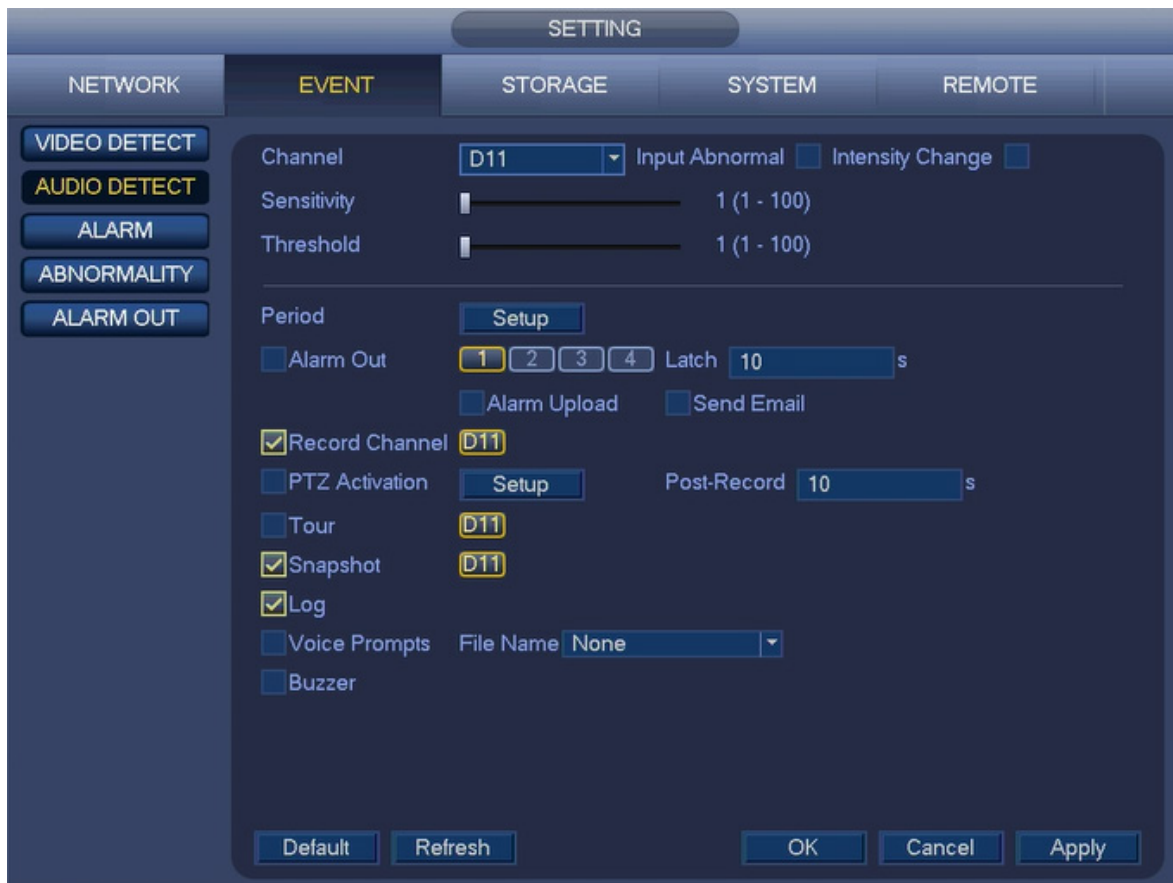 SETTING
NETWORK EVENT STORAGE SYSTEM REMOTE
VIDEO DETECT
AUDIO DETECT
ALARM
ABNORMALITY
ALARM OUT
Channel D11 Input Abnormal Intensity Change
Sensitivity 1 (1 - 100)
Threshold 1 (1 - 100)
Period Setup
Alarm Out 1 2 3 4 Latch 10 s
Alarm Upload Send Email
Record Channel D11
PTZ Activation Setup Post-Record 10 s
Tour D11
Snapshot D11
Log
Voice Prompts File Name None
Buzzer
Default Refresh OK Cancel Apply